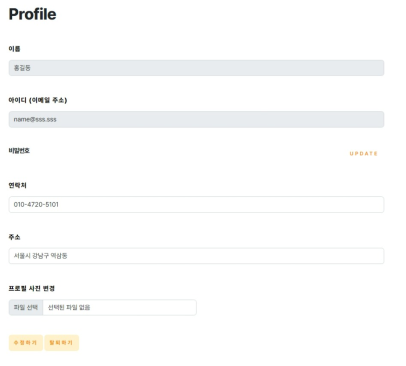 Profile
이름
홍길동
아이디 (이메일 주소)
name@sss.sss
비밀번호
UPDATE
연락처
010-4720-5101
주소
서울시 강남구 역삼동
프로필 사진 변경
파일 선택 선택된 파일 없음
수정하기 탈퇴하기